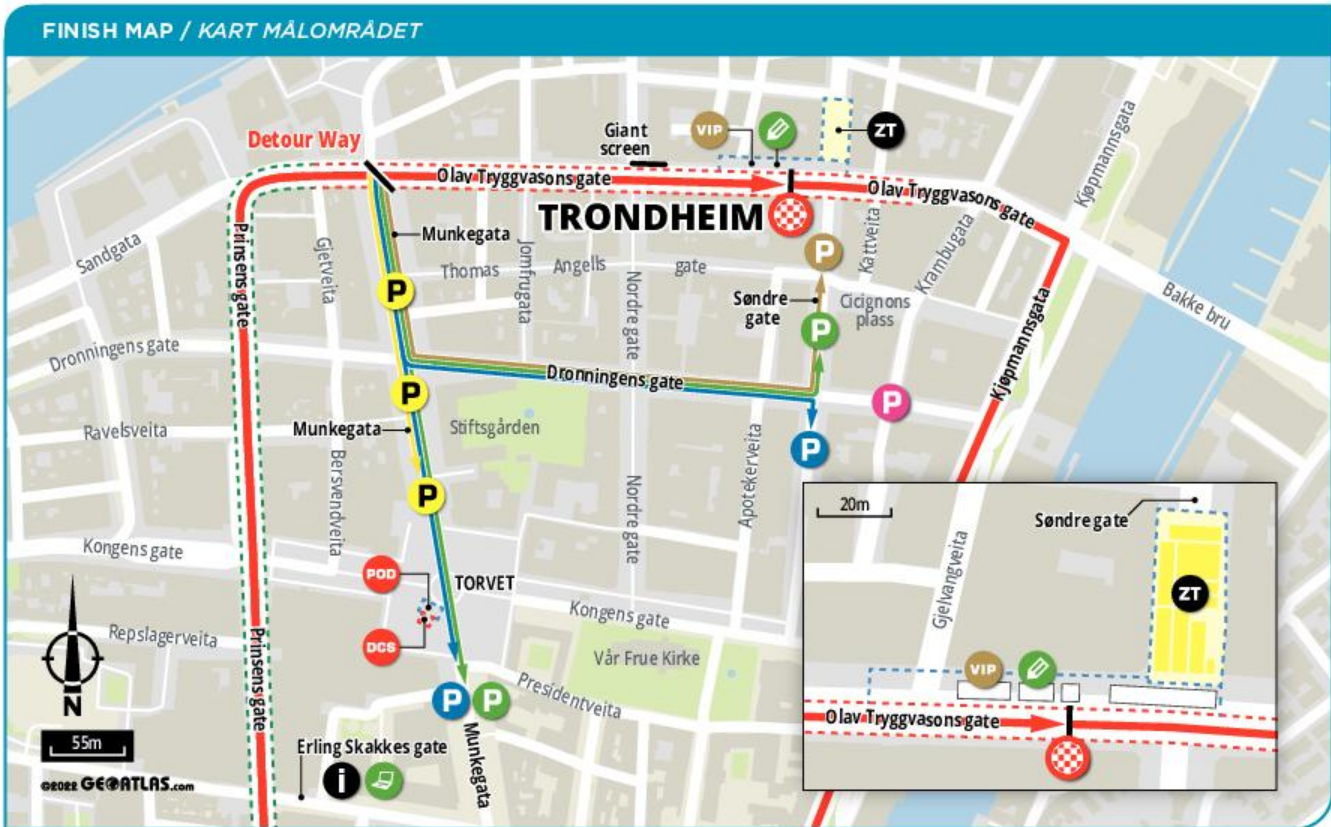 FINISH MAP / KART MÅLOMRÅDET
Detour Way
Giant
screen
VIP
ZT
Olav Tryggvasons gate
Olav Tryggvasons gate
TRONDHEIM
Kjøpmannsgata
Sandgata
Prinsens gate
Gjetveita
Munkegata
Thomas
Angells
gate
Jomfrugata
Nordre gate
Kattveita
Krambugata
Søndre
gate
Cicignons
plass
Bakke bru
P
P
P
P
P
P
P
Dronningens gate
Dronningens gate
Kjøpmannsgata
Munkegata
Stiftsgården
Ravelsveita
Bersvendveita
Nordre gate
Apotekerveita
Kongens gate
POD
TORVET
DCS
Kongens gate
Repslagerveita
Vår Frue Kirke
Presidentveita
Prinsens gate
P
P
Munkegata
Erling Skakkes gate
i
N
55m
©2022 GEOATLAS.com
20m
Søndre gate
ZT
Gjelvangveita
VIP
Olav Tryggvasons gate